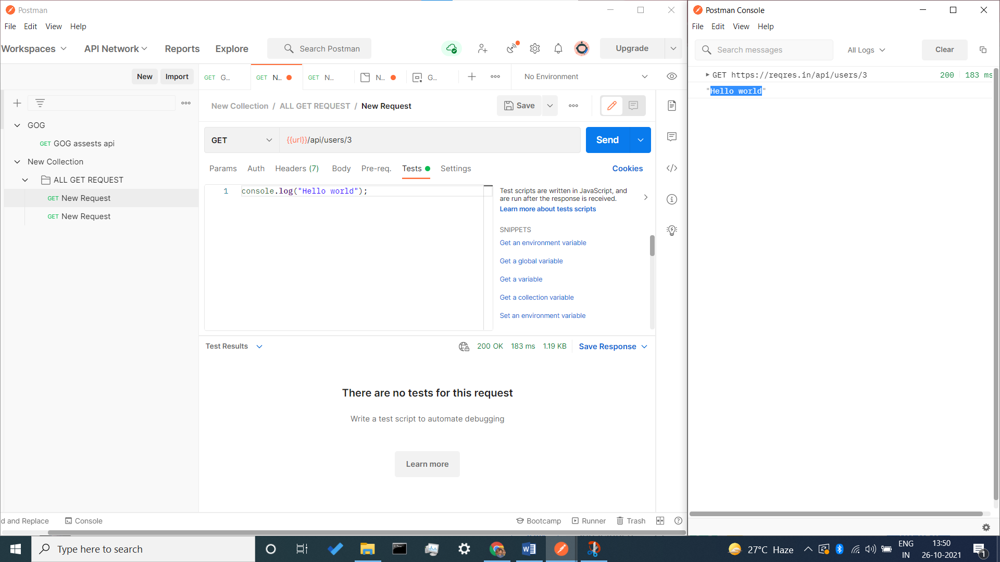 Postman
File Edit View Help
Workspaces API Network Reports Explore Search Postman Upgrade
New Import
GET G.. GET N.. GET N.. N.. G.. No Environment
New Collection / ALL GET REQUEST / New Request Save
GOG
GET GOG assests api
New Collection
ALL GET REQUEST
GET New Request
GET New Request
GET {{url}}/api/users/3 Send
Params Auth Headers (7) Body Pre-req. Tests Settings Cookies
1 console.log("Hello world");
Test scripts are written in JavaScript, and
are run after the response is received.
Learn more about tests scripts
SNIPPETS
Get an environment variable
Get a global variable
Get a variable
Get a collection variable
Set an environment variable
Test Results 200 OK 183 ms 1.19 KB Save Response
There are no tests for this request
Write a test script to automate debugging
Learn more
d and Replace Console Bootcamp Runner Trash
Postman Console
File Edit View Help
Search messages All Logs Clear
GET https://reqres.in/api/users/3 200 183 ms
"Hello world"
Type here to search
27°C Haze
ENG
IN
13:50
26-10-2021
1